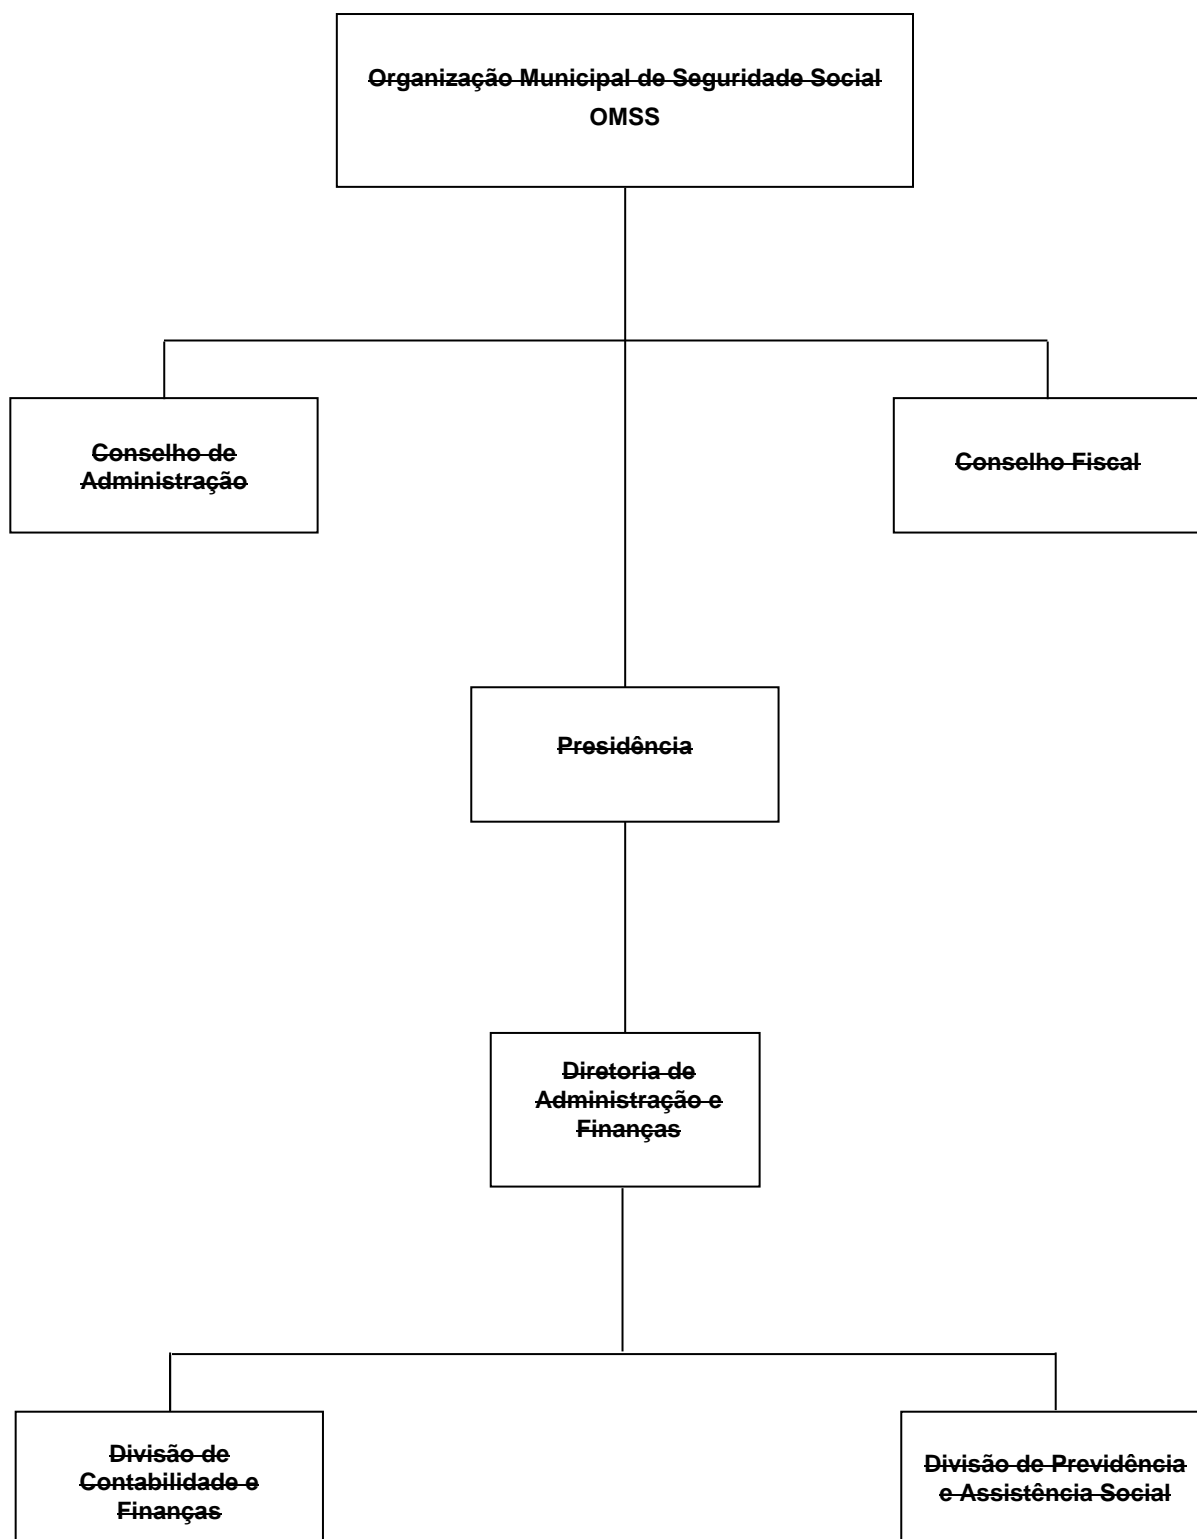 Organização Municipal de Seguridade Social
OMSS
Conselho de
Administração
Conselho Fiscal
Presidência
Diretoria de
Administração e
Finanças
Divisão de
Contabilidade e
Finanças
Divisão de Previdência
e Assistência Social